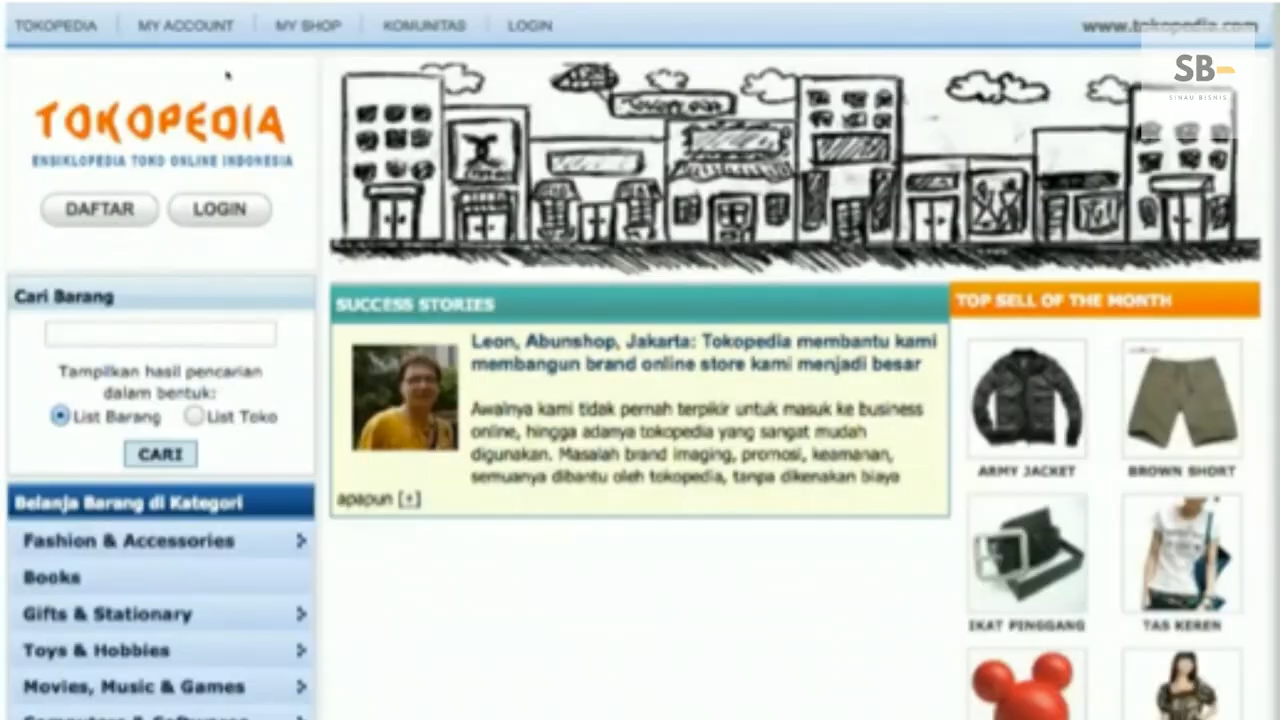 TOKOPEDIA
MY ACCOUNT
MY SHOP
KOMUNITAS
LOGIN
www.tokopedia.com
SB-
SINAU BISNIS
TOKOPEDIA
ENSIKLOPEDIA TOKO ONLINE INDONESIA
DAFTAR
LOGIN
Cari Barang
Tampilkan hasil pencarian
dalam bentuk:
List Barang
List Toko
CARI
Belanja Barang di Kategori
Fashion & Accessories
Books
Gifts & Stationary
Toys & Hobbies
Movies, Music & Games
SUCCESS STORIES
Leon, Abunshop, Jakarta: Tokopedia membantu kami
membangun brand online store kami menjadi besar
Awalnya kami tidak pernah terpikir untuk masuk ke business
online, hingga adanya tokopedia yang sangat mudah
digunakan. Masalah brand imaging, promosi, keamanan,
semuanya dibantu oleh tokopedia, tanpa dikenakan biaya
apapun [+]
TOP SELL OF THE MONTH
ARMY JACKET
BROWN SHORT
IKAT PINGGANG
TAS KEREN